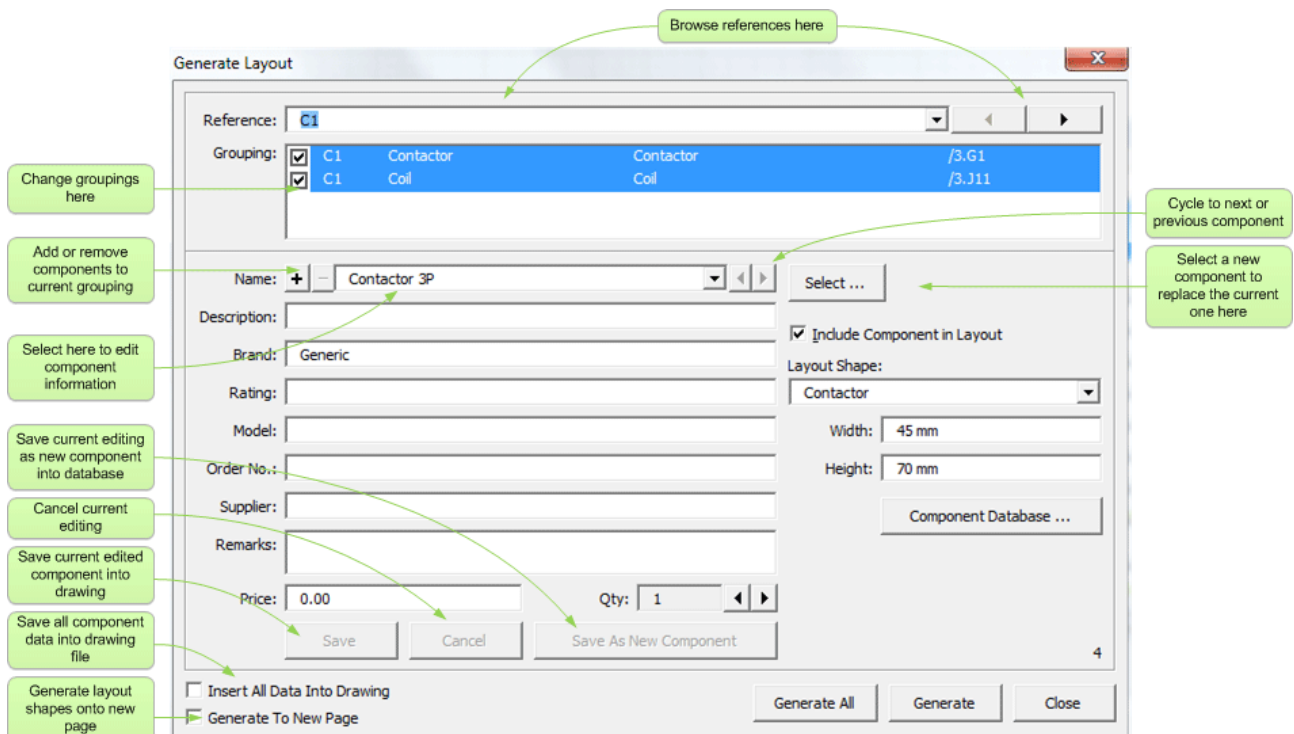 Browse references here
Generate Layout
X
Reference: C1
Grouping:
C1 Contactor Contactor /3.G1
C1 Coil Coil /3.J11
Change groupings
here
Cycle to next or
previous component
Add or remove
components to
current grouping
Name: + − Contactor 3P
Select ...
Select a new
component to
replace the current
one here
Description:
Include Component in Layout
Select here to edit
component
information
Brand: Generic
Layout Shape:
Rating:
Contactor
Model:
Width: 45 mm
Save current editing
as new component
into database
Order No.:
Height: 70 mm
Supplier:
Component Database ...
Cancel current
editing
Remarks:
Save current edited
component into
drawing
Price: 0.00
Qty: 1
Save all component
data into drawing
file
Save
Cancel
Save As New Component
4
Insert All Data Into Drawing
Generate layout
shapes onto new
page
Generate To New Page
Generate All
Generate
Close